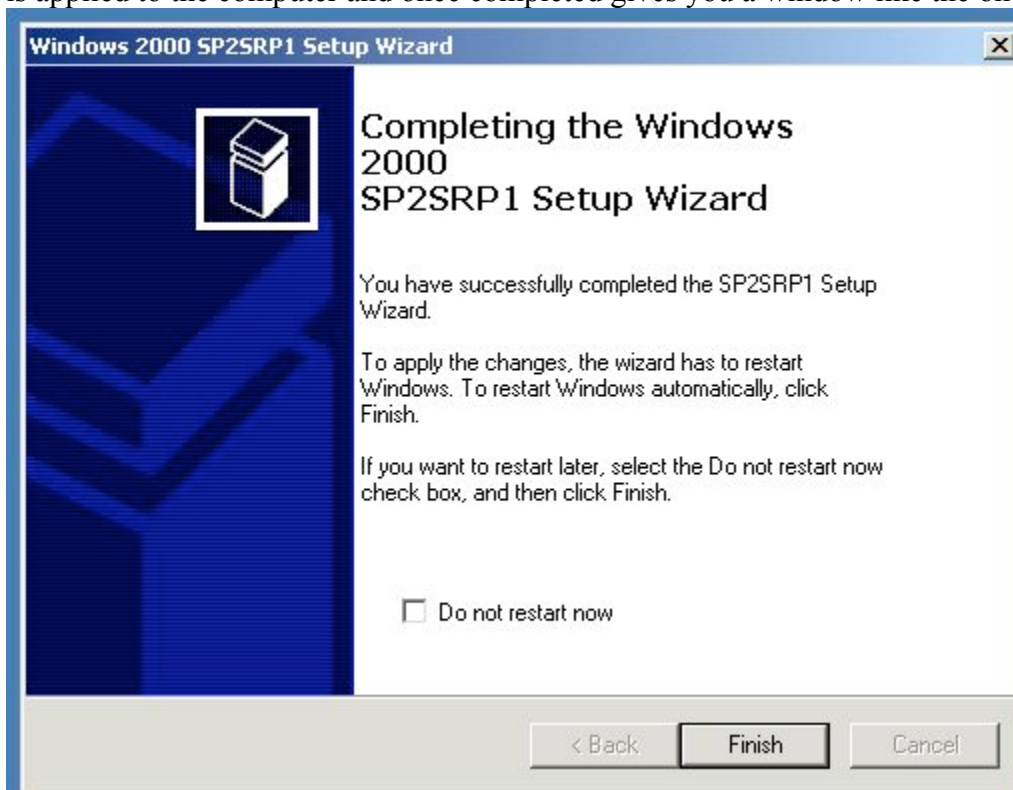 is applied to the computer and once completed gives you a window like the on
Windows 2000 SP2SRP1 Setup Wizard
Completing the Windows
2000
SP2SRP1 Setup Wizard
You have successfully completed the SP2SRP1 Setup
Wizard.
To apply the changes, the wizard has to restart
Windows. To restart Windows automatically, click
Finish.
If you want to restart later, select the Do not restart now
check box, and then click Finish.
Do not restart now
< Back Finish Cancel